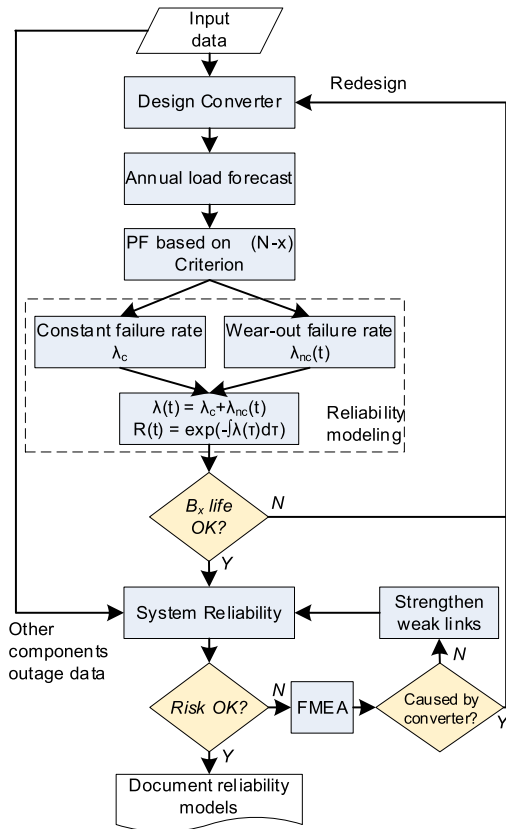 Input
data
Redesign
Design Converter
Annual load forecast
PF based on (N-x)
Criterion
Constant failure rate
λc
Wear-out failure rate
λnc(t)
λ(t) = λc+λnc(t)
R(t) = exp(-∫λ(τ)dτ)
Reliability
modeling
Bx life
OK?
N
Y
System Reliability
Strengthen
weak links
Other
components
outage data
N
Risk OK?
N
FMEA
Caused by
converter?
Y
Y
Document reliability
models